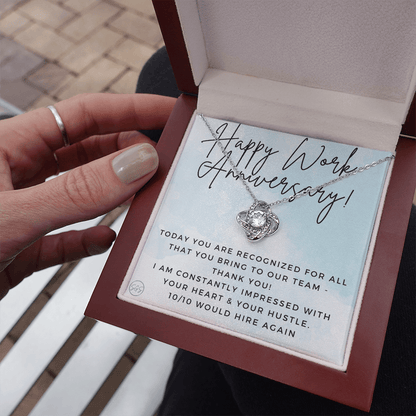 Happy Work
Anniversary!
TODAY YOU ARE RECOGNIZED FOR ALL
THAT YOU BRING TO OUR TEAM -
THANK YOU!
I AM CONSTANTLY IMPRESSED WITH
YOUR HEART & YOUR HUSTLE.
10/10 WOULD HIRE AGAIN